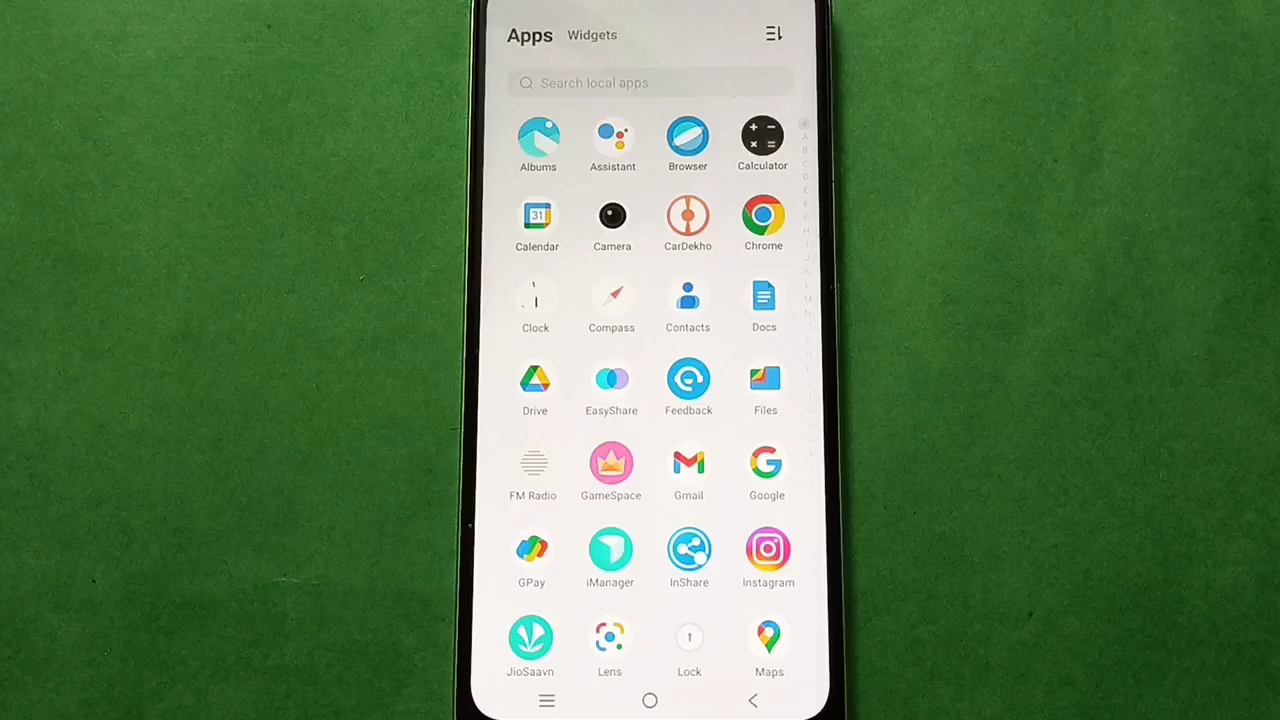 Apps Widgets
Search local apps
Albums Assistant Browser Calculator
31
Calendar Camera CarDekho Chrome
Clock Compass Contacts Docs
Drive EasyShare Feedback Files
FM Radio GameSpace Gmail Google
GPay iManager InShare Instagram
JioSaavn Lens Lock Maps